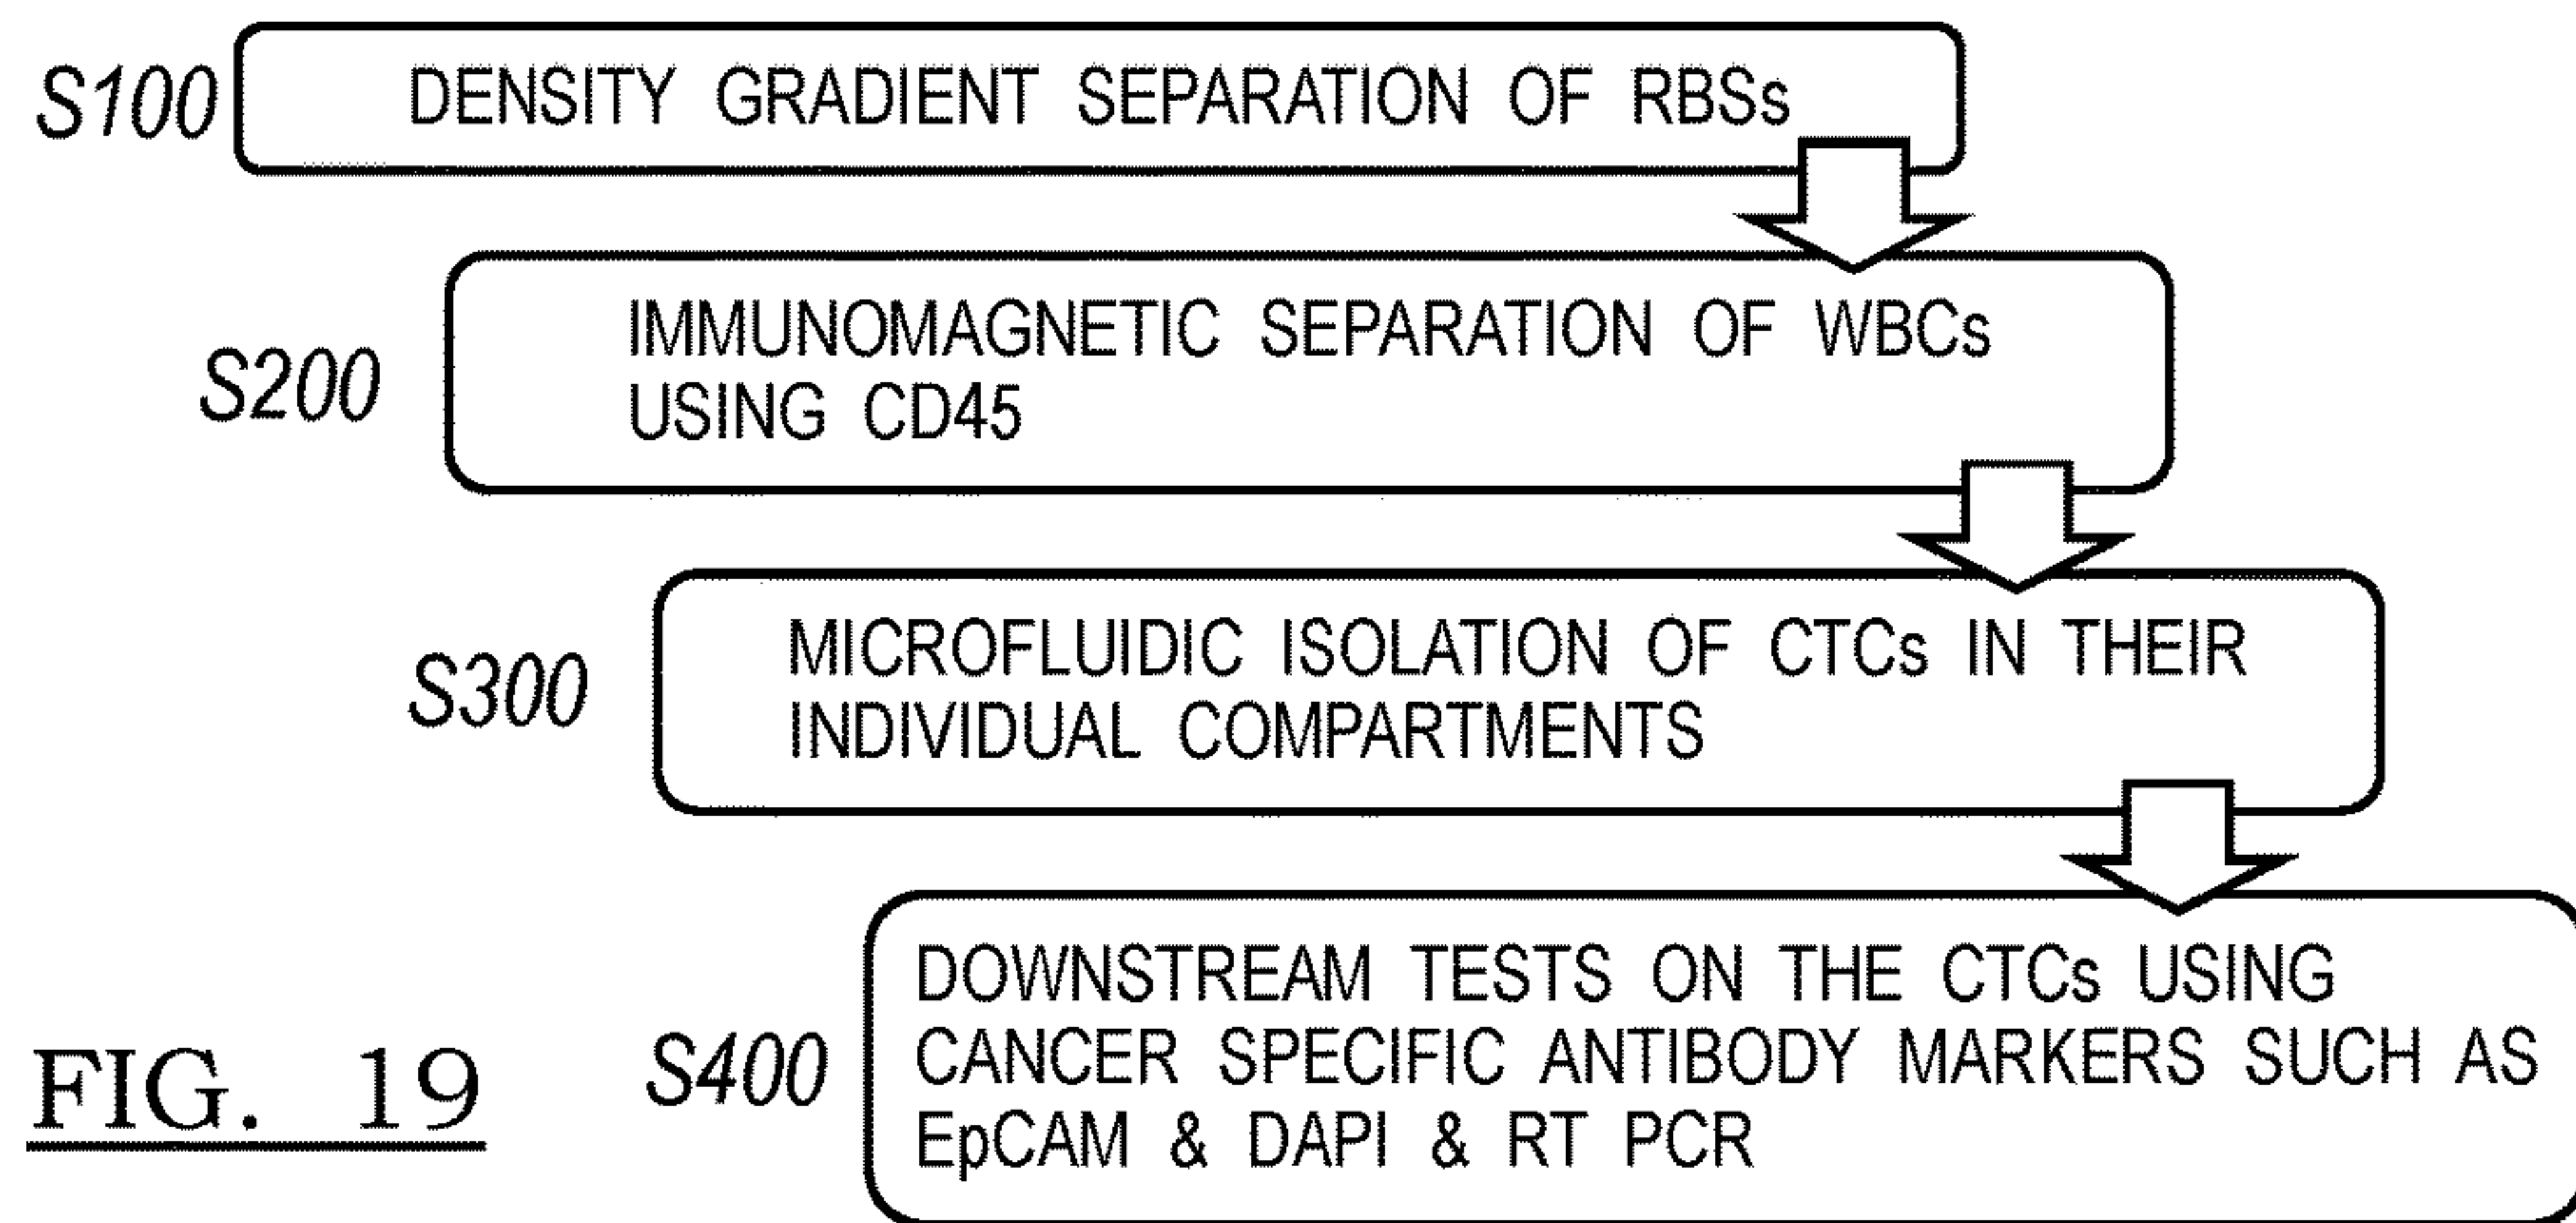 S100 DENSITY GRADIENT SEPARATION OF RBSs
IMMUNOMAGNETIC SEPARATION OF WBCs
S200 USING CD45
MICROFLUIDIC ISOLATION OF CTCs IN THEIR
S300 INDIVIDUAL COMPARTMENTS
DOWNSTREAM TESTS ON THE CTCs USING
S400 CANCER SPECIFIC ANTIBODY MARKERS SUCH AS
EpCAM & DAPI & RT PCR
FIG. 19